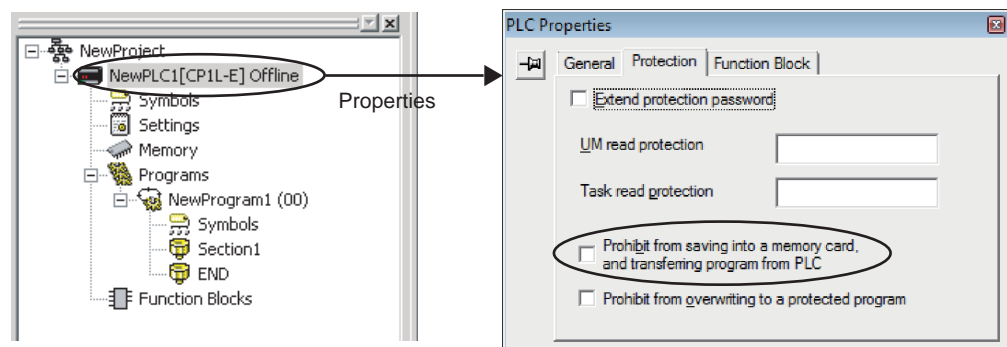 NewProject
NewPLC1[CP1L-E] Offline
Symbols
Settings
Memory
Programs
NewProgram1 (00)
Symbols
Section1
END
Function Blocks
Properties
PLC Properties
General
Protection
Function Block
Extend protection password
UM read protection
Task read protection
Prohibit from saving into a memory card,
and transferring program from PLC
Prohibit from overwriting to a protected program